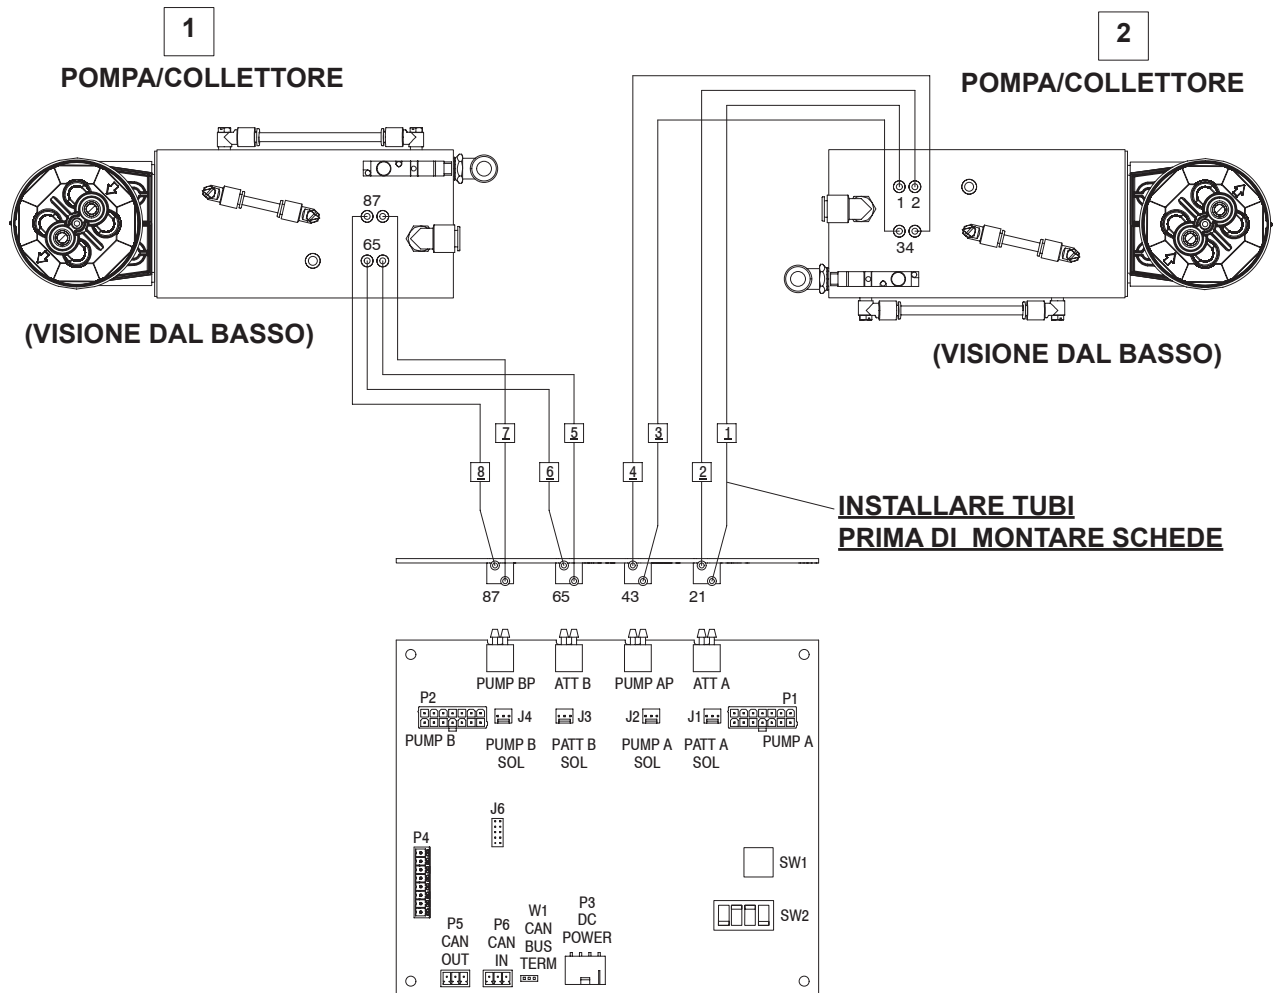 1
POMPA/COLLETTORE
2
POMPA/COLLETTORE
87
65
1 2
34
(VISIONE DAL BASSO)
(VISIONE DAL BASSO)
7
5
3
1
8
6
4
2
INSTALLARE TUBI
PRIMA DI MONTARE SCHEDE
87
65
43
21
PUMP BP
ATT B
PUMP AP
ATT A
P2
J4
J3
J2
J1
P1
PUMP B
PUMP A
PUMP B
SOL
PATT B
SOL
PUMP A
SOL
PATT A
SOL
J6
P4
SW1
SW2
P5
CAN
OUT
P6
CAN
IN
W1
CAN
BUS
TERM
P3
DC
POWER